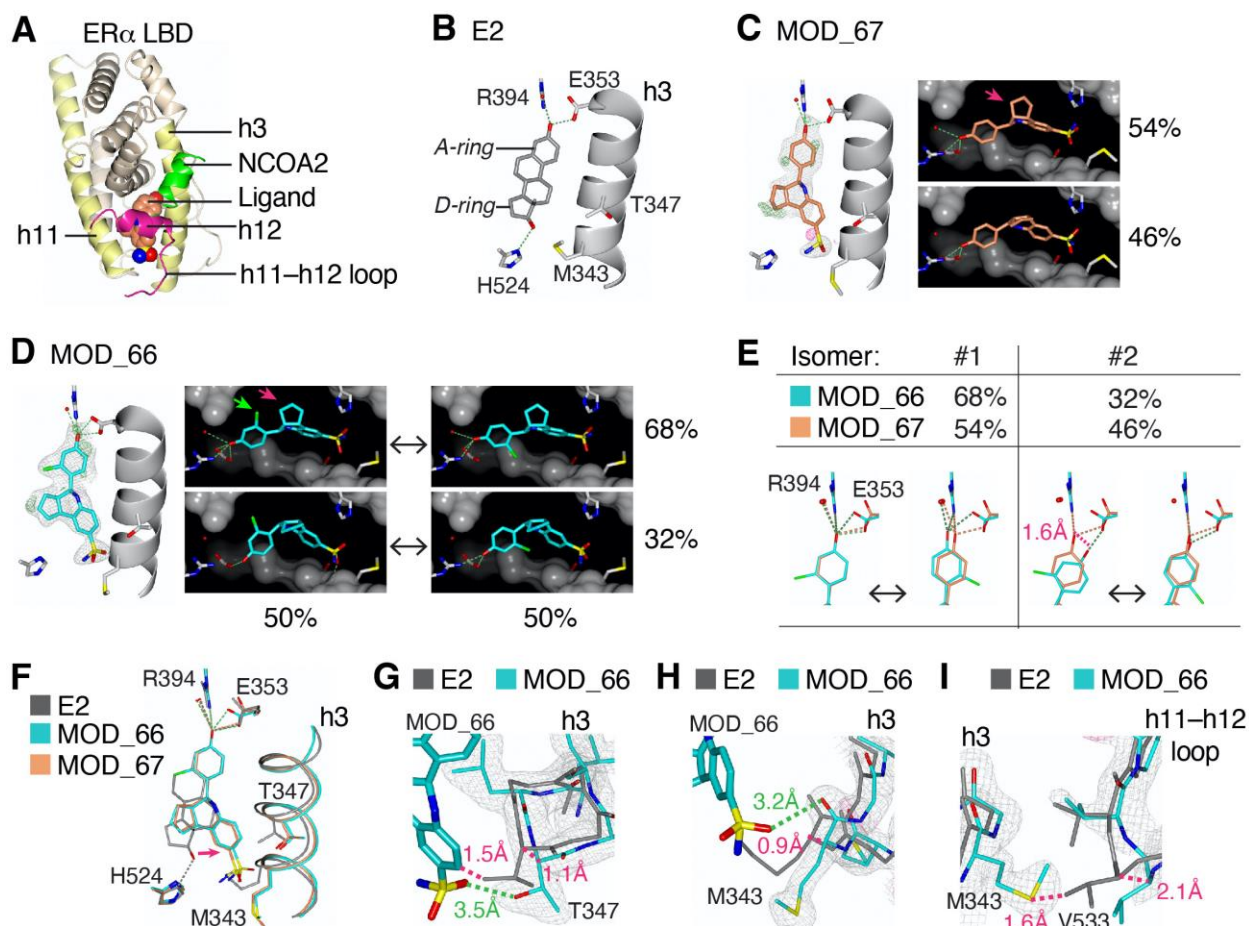 A
ERα LBD
h3
NCOA2
Ligand
h12
h11
h11–h12 loop
B E2
E353
h3
R394
A-ring
D-ring
T347
H524
M343
C MOD_67
54%
46%
D MOD_66
68%
32%
50% 50%
E Isomer: #1 #2
MOD_66 68% 32%
MOD_67 54% 46%
R394 E353
1.6Å
F
E2
MOD_66
MOD_67
R394
E353
h3
T347
H524
M343
G E2 MOD_66
MOD_66 h3
1.5Å
1.1Å
3.5Å
T347
H E2 MOD_66
MOD_66 h3
3.2Å
0.9Å
M343
I E2 MOD_66
h3 h11–h12
loop
M343
2.1Å
1.6Å V533